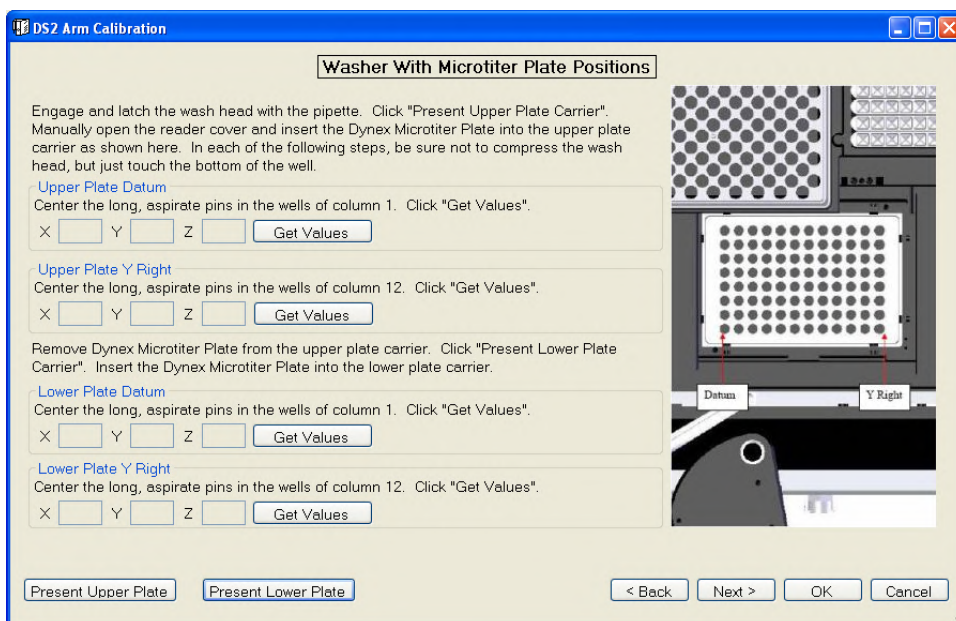 DS2 Arm Calibration
Washer With Microtiter Plate Positions
Engage and latch the wash head with the pipette. Click "Present Upper Plate Carrier".
Manually open the reader cover and insert the Dynex Microtiter Plate into the upper plate
carrier as shown here. In each of the following steps, be sure not to compress the wash
head, but just touch the bottom of the well.
Upper Plate Datum
Center the long, aspirate pins in the wells of column 1. Click "Get Values".
X Y Z Get Values
Upper Plate Y Right
Center the long, aspirate pins in the wells of column 12. Click "Get Values".
X Y Z Get Values
Remove Dynex Microtiter Plate from the upper plate carrier. Click "Present Lower Plate
Carrier". Insert the Dynex Microtiter Plate into the lower plate carrier.
Lower Plate Datum
Center the long, aspirate pins in the wells of column 1. Click "Get Values".
X Y Z Get Values
Lower Plate Y Right
Center the long, aspirate pins in the wells of column 12. Click "Get Values".
X Y Z Get Values
Datum Y Right
Present Upper Plate Present Lower Plate < Back Next > OK Cancel